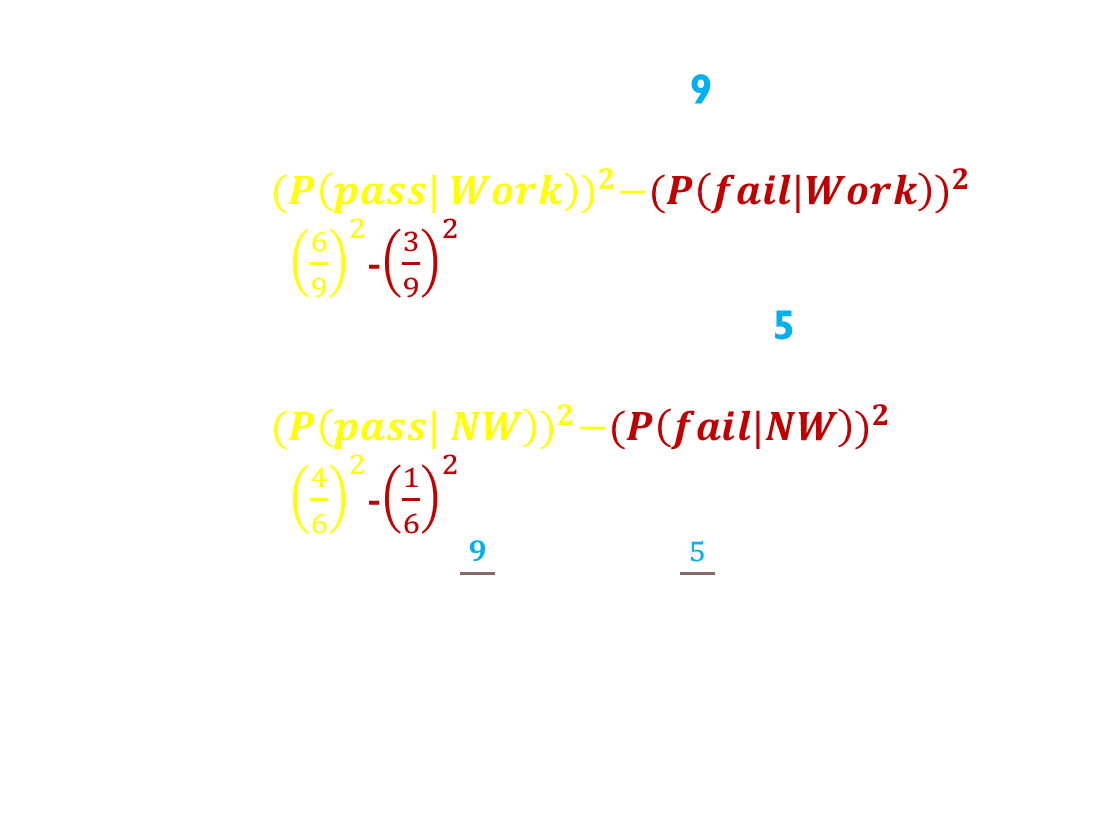 9
(P(pass| Work))²−(P(fail|Work))²
(6/9)²-(3/9)²
5
(P(pass| NW))²−(P(fail|NW))²
(4/6)²-(1/6)²
9 5